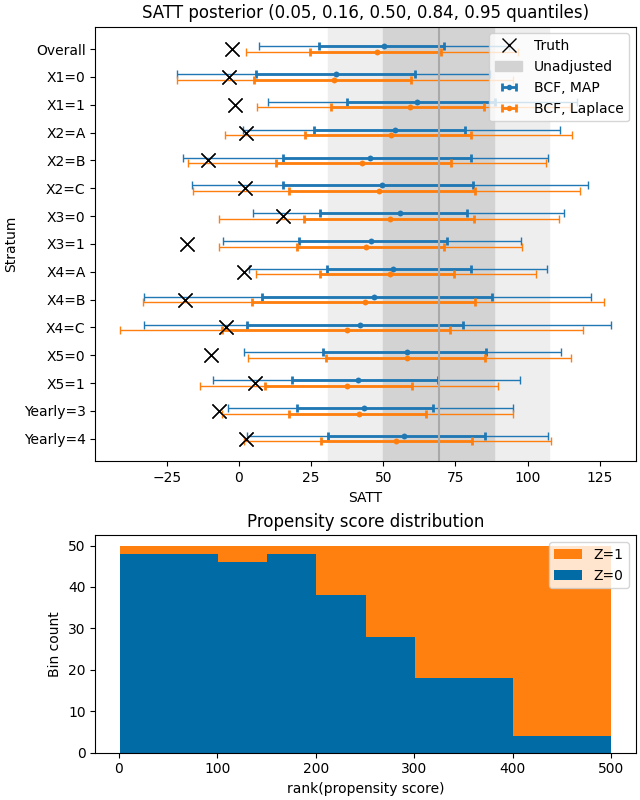 SATT posterior (0.05, 0.16, 0.50, 0.84, 0.95 quantiles)
Truth
Unadjusted
BCF, MAP
BCF, Laplace
Stratum
Overall
X1=0
X1=1
X2=A
X2=B
X2=C
X3=0
X3=1
X4=A
X4=B
X4=C
X5=0
X5=1
Yearly=3
Yearly=4
−25 0 25 50 75 100 125
SATT
Propensity score distribution
Z=1
Z=0
Bin count
50
40
30
20
10
0
0 100 200 300 400 500
rank(propensity score)